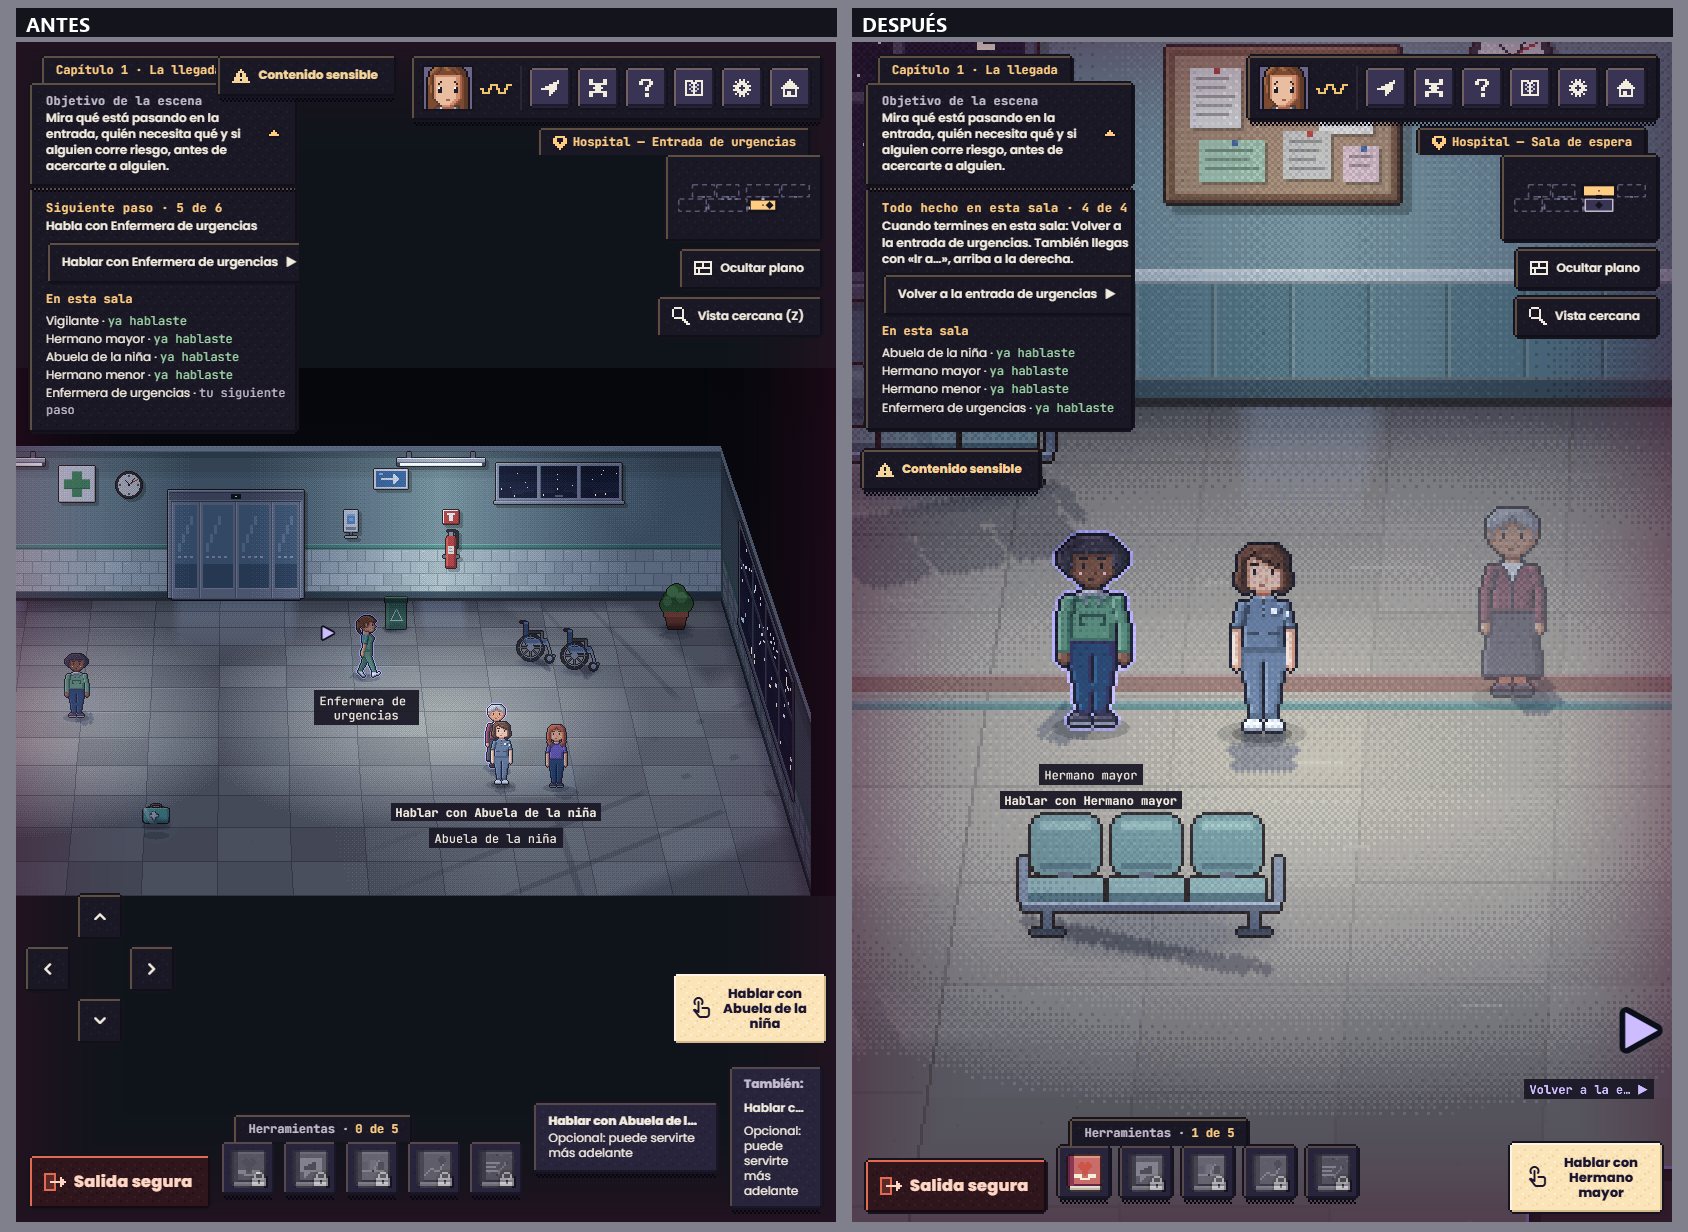 ANTES
Capítulo 1 · La llegad
Contenido sensible
Objetivo de la escena
Mira qué está pasando en la
entrada, quién necesita qué y si
alguien corre riesgo, antes de
acercarte a alguien.
Hospital — Entrada de urgencias
Siguiente paso · 5 de 6
Habla con Enfermera de urgencias
Hablar con Enfermera de urgencias
En esta sala
Vigilante · ya hablaste
Hermano mayor · ya hablaste
Abuela de la niña · ya hablaste
Hermano menor · ya hablaste
Enfermera de urgencias · tu siguiente
paso
Ocultar plano
Vista cercana (Z)
Enfermera de
urgencias
Hablar con Abuela de la niña
Abuela de la niña
Hablar con
Abuela de la
niña
También:
Hablar c...
Opcional:
puede
servirte
más
adelante
Hablar con Abuela de l...
Opcional: puede servirte
más adelante
Herramientas · 0 de 5
Salida segura
DESPUÉS
Capítulo 1 · La llegada
Objetivo de la escena
Mira qué está pasando en la
entrada, quién necesita qué y si
alguien corre riesgo, antes de
acercarte a alguien.
Hospital — Sala de espera
Todo hecho en esta sala · 4 de 4
Cuando termines en esta sala: Volver a
la entrada de urgencias. También llegas
con «Ir a...», arriba a la derecha.
Volver a la entrada de urgencias
En esta sala
Abuela de la niña · ya hablaste
Hermano mayor · ya hablaste
Hermano menor · ya hablaste
Enfermera de urgencias · ya hablaste
Ocultar plano
Vista cercana
Contenido sensible
Hermano mayor
Hablar con Hermano mayor
Volver a la e...
Herramientas · 1 de 5
Salida segura
Hablar con
Hermano
mayor